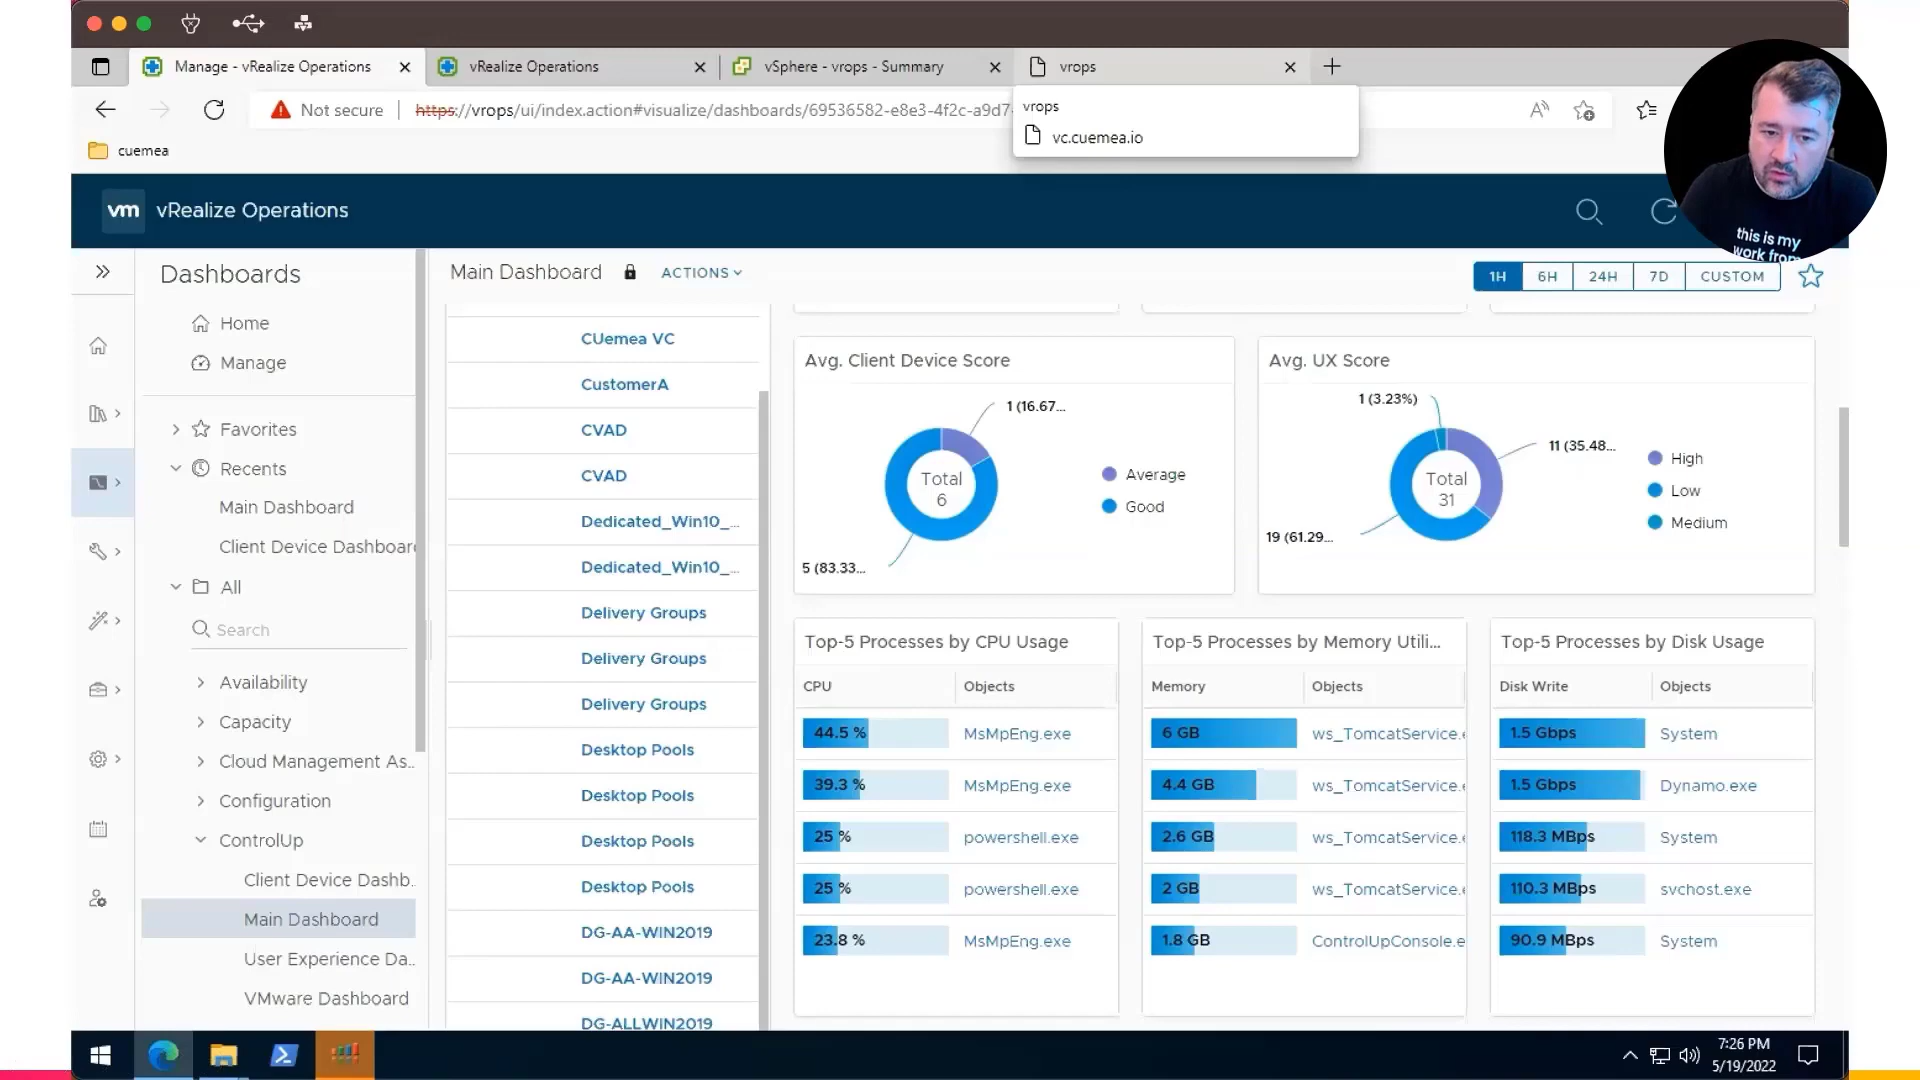 Manage - vRealize Operations
vRealize Operations
vSphere - vrops - Summary
vrops
Not secure
https://vrops/ui/index.action#visualize/dashboards/69536582-e8e3-4f2c-a9d7-
vrops
vc.cuemea.io
cuemea
this is my
work from
vm vRealize Operations
Dashboards
Home
Manage
Favorites
Recents
Main Dashboard
Client Device Dashboard
All
Search
Availability
Capacity
Cloud Management As...
Configuration
ControlUp
Client Device Dashb...
Main Dashboard
User Experience Da...
VMware Dashboard
Main Dashboard ACTIONS
1H 6H 24H 7D CUSTOM
CUemea VC
CustomerA
CVAD
CVAD
Dedicated_Win10_...
Dedicated_Win10_...
Delivery Groups
Delivery Groups
Delivery Groups
Desktop Pools
Desktop Pools
Desktop Pools
Desktop Pools
DG-AA-WIN2019
DG-AA-WIN2019
DG-ALLWIN2019
Avg. Client Device Score
1 (16.67...
Total
6
5 (83.33...
Average
Good
Avg. UX Score
1 (3.23%)
11 (35.48...
Total
31
19 (61.29...
High
Low
Medium
Top-5 Processes by CPU Usage
CPU Objects
44.5 % MsMpEng.exe
39.3 % MsMpEng.exe
25 % powershell.exe
25 % powershell.exe
23.8 % MsMpEng.exe
Top-5 Processes by Memory Utili...
Memory Objects
6 GB ws_TomcatService.e
4.4 GB ws_TomcatService.e
2.6 GB ws_TomcatService.e
2 GB ws_TomcatService.e
1.8 GB ControlUpConsole.e
Top-5 Processes by Disk Usage
Disk Write Objects
1.5 Gbps System
1.5 Gbps Dynamo.exe
118.3 MBps System
110.3 MBps svchost.exe
90.9 MBps System
7:26 PM
5/19/2022